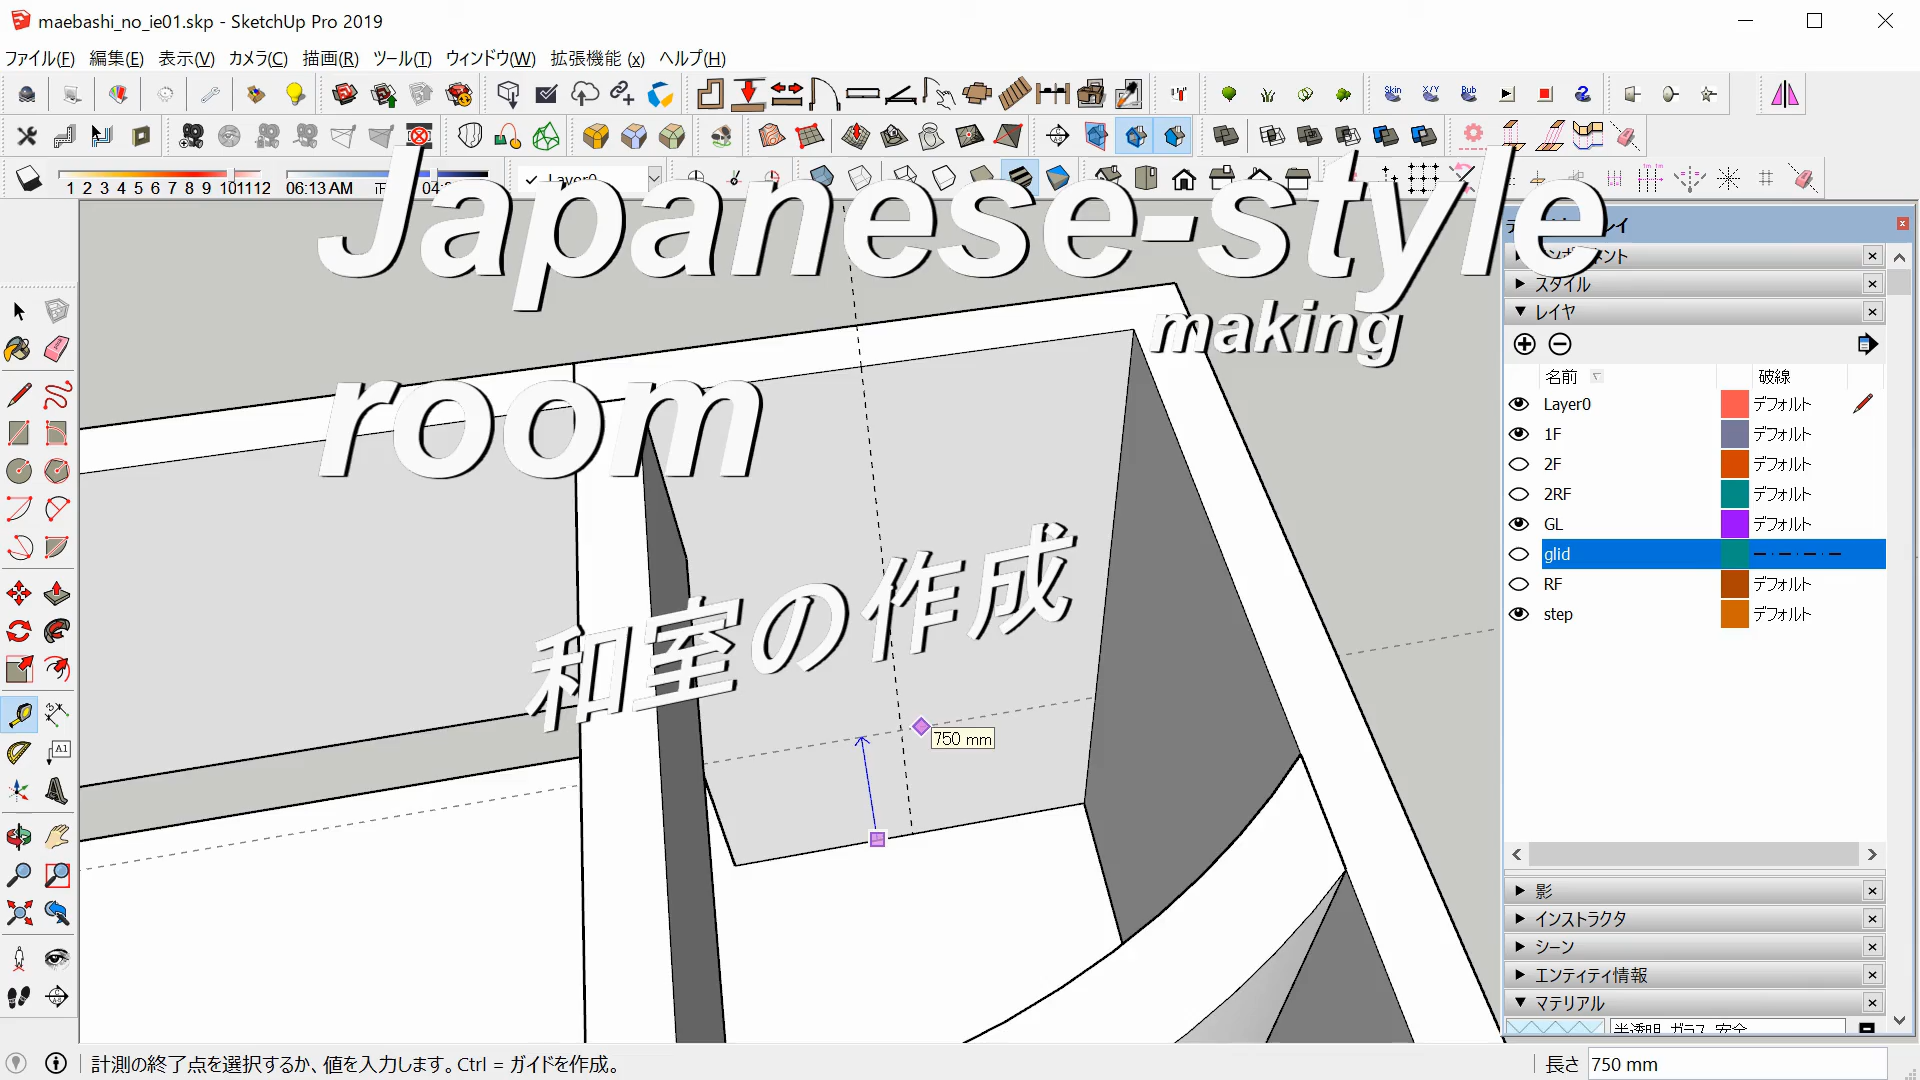 maebashi_no_ie01.skp - SketchUp Pro 2019
ファイル(F) 編集(E) 表示(V) カメラ(C) 描画(R) ツール(T) ウィンドウ(W) 拡張機能 (x) ヘルプ(H)
Skin X/Y Bub
1 2 3 4 5 6 7 8 9 101112 06:13 AM
Japanese-style
making
room
和室の作成
750 mm
スタイル
レイヤ
名前 破線
Layer0 デフォルト
1F デフォルト
2F デフォルト
2RF デフォルト
GL デフォルト
glid
RF デフォルト
step デフォルト
影
インストラクタ
シーン
エンティティ情報
マテリアル
計測の終了点を選択するか、値を入力します。Ctrl = ガイドを作成。
長さ 750 mm